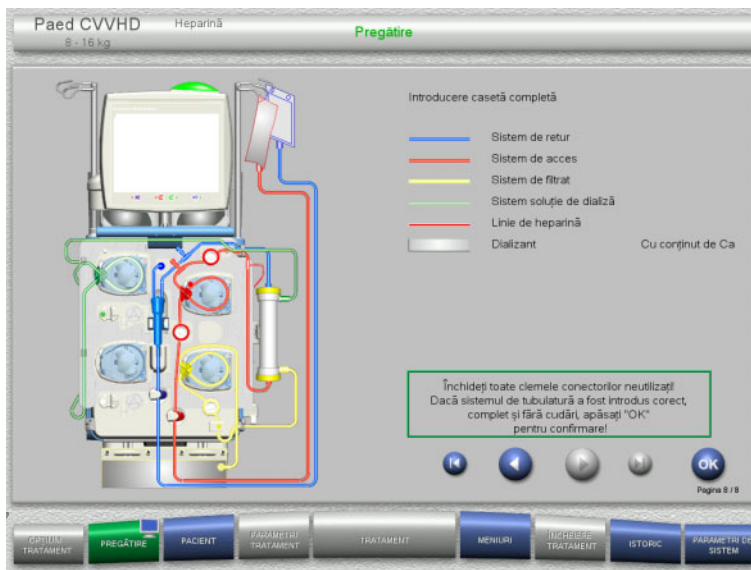 Paed CVVHD
Heparină
8 - 16 kg
Pregătire
Introducere casetă completă
Sistem de retur
Sistem de acces
Sistem de filtrat
Sistem soluție de dializă
Linie de heparină
Dializant Cu conținut de Ca
Închideți toate clemele conectorilor neutilizați!
Dacă sistemul de tubulatură a fost introdus corect,
complet și fără cudări, apăsați "OK"
pentru confirmare!
OK
Pagina 8 / 8
OPȚIUNI
TRATAMENT
PREGĂTIRE
PACIENT
PARAMETRI
TRATAMENT
TRATAMENT
MENIURI
ÎNCHEIERE
TRATAMENT
ISTORIC
PARAMETRI DE
SISTEM